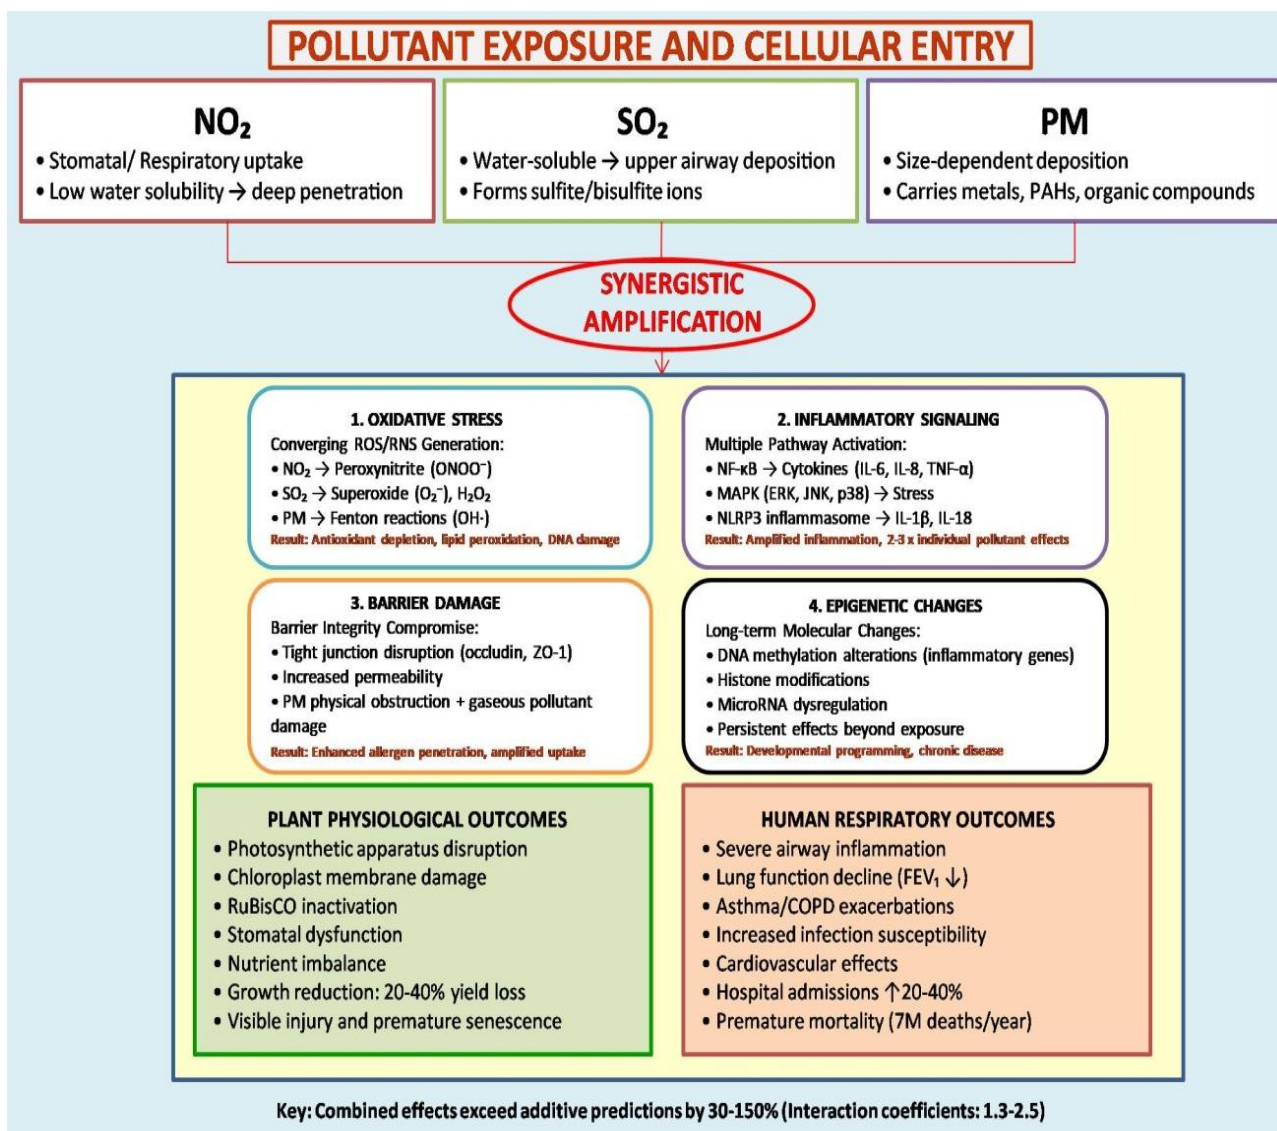 POLLUTANT EXPOSURE AND CELLULAR ENTRY
NO₂
• Stomatal/ Respiratory uptake
• Low water solubility → deep penetration
SO₂
• Water-soluble → upper airway deposition
• Forms sulfite/bisulfite ions
PM
• Size-dependent deposition
• Carries metals, PAHs, organic compounds
SYNERGISTIC
AMPLIFICATION
1. OXIDATIVE STRESS
Converging ROS/RNS Generation:
• NO₂ → Peroxynitrite (ONOO⁻)
• SO₂ → Superoxide (O₂⁻), H₂O₂
• PM → Fenton reactions (OH·)
Result: Antioxidant depletion, lipid peroxidation, DNA damage
2. INFLAMMATORY SIGNALING
Multiple Pathway Activation:
• NF-κB → Cytokines (IL-6, IL-8, TNF-α)
• MAPK (ERK, JNK, p38) → Stress
• NLRP3 inflammasome → IL-1β, IL-18
Result: Amplified inflammation, 2-3 x individual pollutant effects
3. BARRIER DAMAGE
Barrier Integrity Compromise:
• Tight junction disruption (occludin, ZO-1)
• Increased permeability
• PM physical obstruction + gaseous pollutant
damage
Result: Enhanced allergen penetration, amplified uptake
4. EPIGENETIC CHANGES
Long-term Molecular Changes:
• DNA methylation alterations (inflammatory genes)
• Histone modifications
• MicroRNA dysregulation
• Persistent effects beyond exposure
Result: Developmental programming, chronic disease
PLANT PHYSIOLOGICAL OUTCOMES
• Photosynthetic apparatus disruption
• Chloroplast membrane damage
• RuBisCO inactivation
• Stomatal dysfunction
• Nutrient imbalance
• Growth reduction: 20-40% yield loss
• Visible injury and premature senescence
HUMAN RESPIRATORY OUTCOMES
• Severe airway inflammation
• Lung function decline (FEV₁ ↓)
• Asthma/COPD exacerbations
• Increased infection susceptibility
• Cardiovascular effects
• Hospital admissions ↑20-40%
• Premature mortality (7M deaths/year)
Key: Combined effects exceed additive predictions by 30-150% (Interaction coefficients: 1.3-2.5)